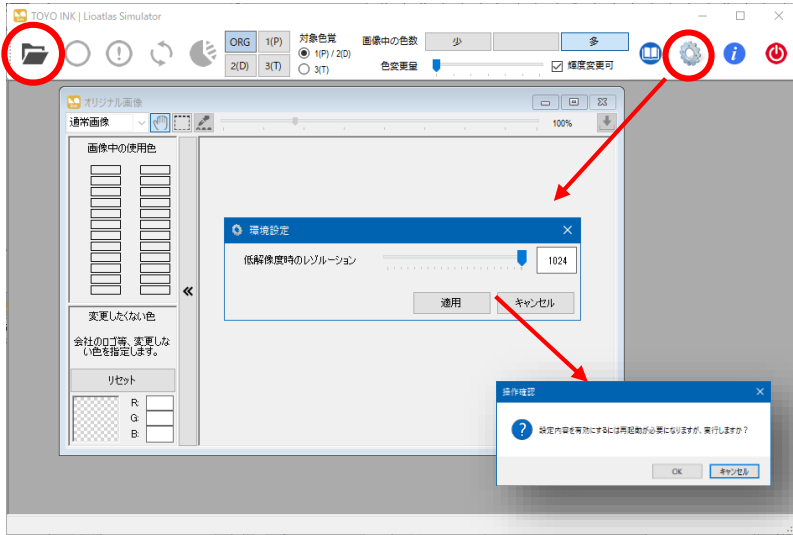 TOYO INK | Lioatlas Simulator
ORG
1(P)
2(D)
3(T)
対象色覚
1(P) / 2(D)
3(T)
画像中の色数
少
多
色変更量
輝度変更可
オリジナル画像
通常画像
100%
画像中の使用色
変更したくない色
会社のロゴ等、変更しな
い色を指定します。
リセット
R:
G:
B:
環境設定
低解像度時のレゾルーション
1024
適用
キャンセル
操作確認
設定内容を有効にするには再起動が必要になりますが、実行しますか？
OK
キャンセル